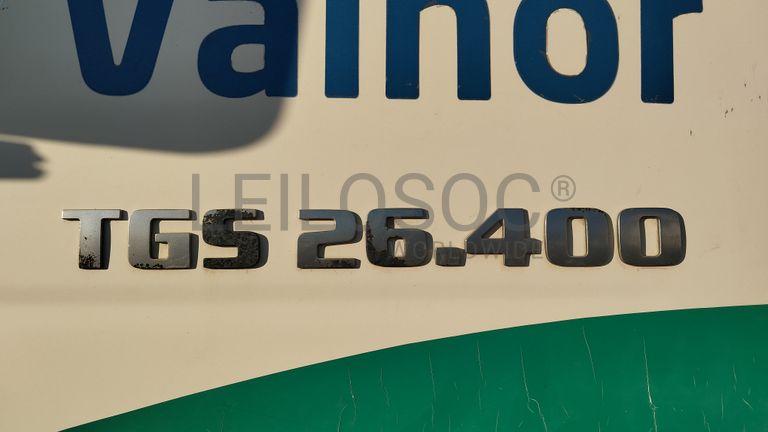 Valnor
LEILOSOC®
WORLDWIDE
TGS 26.400